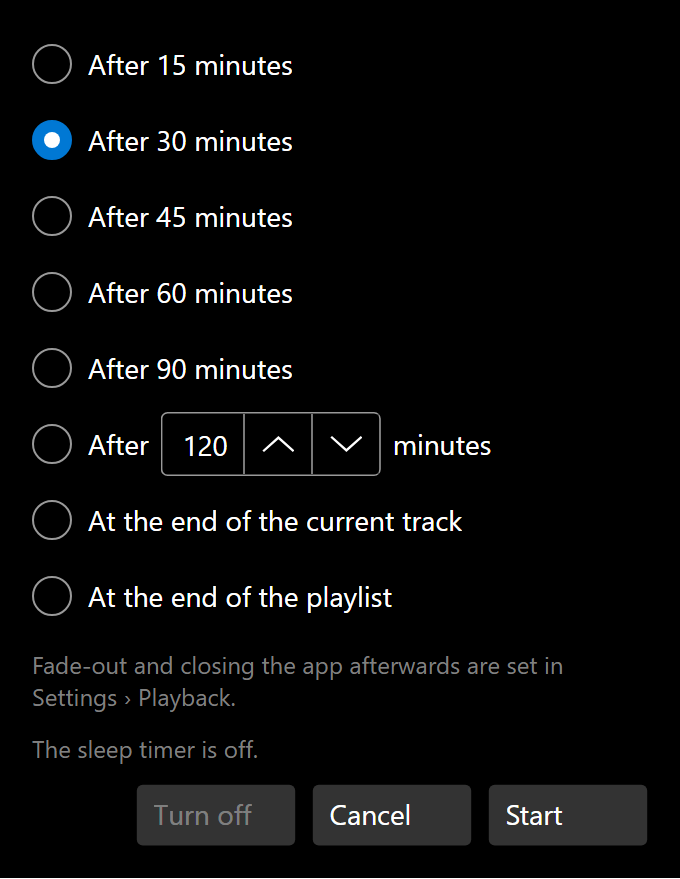 After 15 minutes
After 30 minutes
After 45 minutes
After 60 minutes
After 90 minutes
After 120 minutes
At the end of the current track
At the end of the playlist
Fade-out and closing the app afterwards are set in
Settings › Playback.
The sleep timer is off.
Turn off Cancel Start